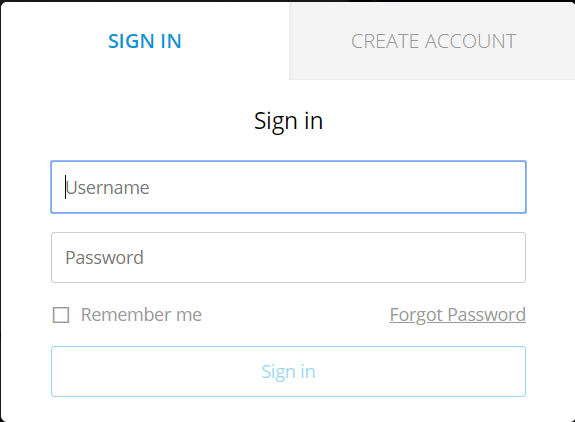 SIGN IN
CREATE ACCOUNT
Sign in
Username
Password
Remember me
Forgot Password
Sign in